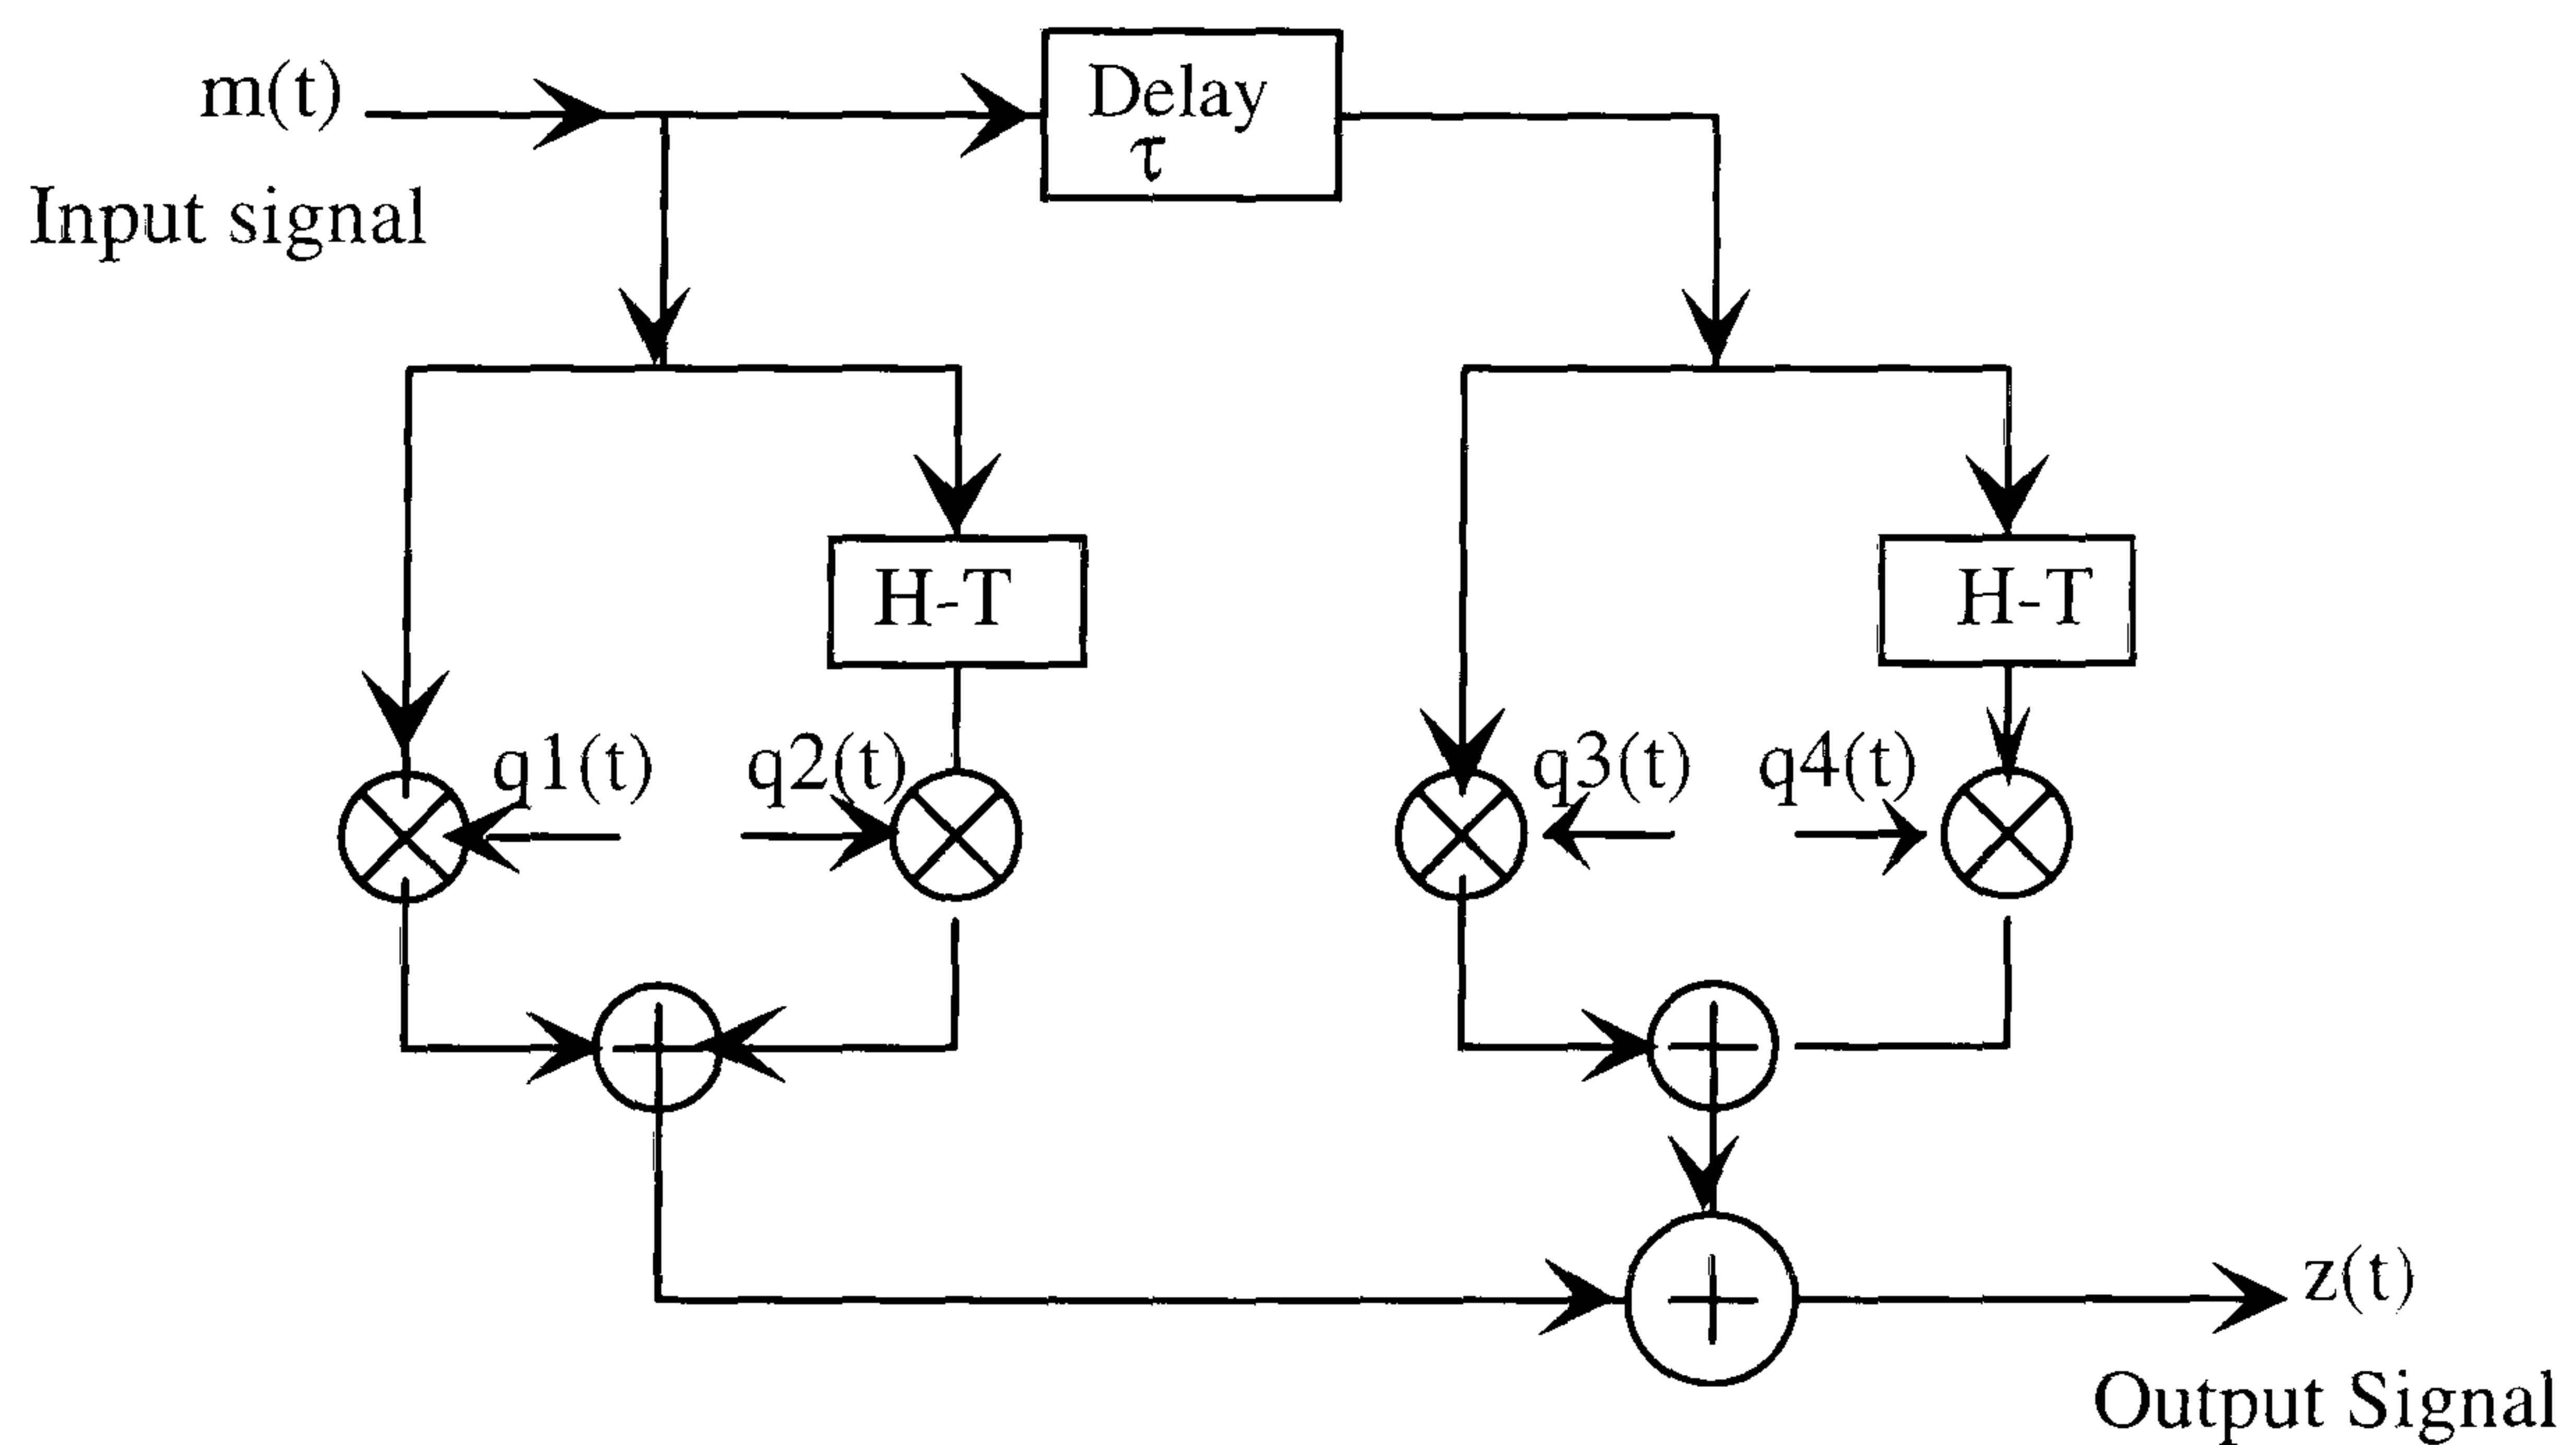 m(t)
Input signal
Delay
τ
H-T
H-T
q1(t)
q2(t)
q3(t)
q4(t)
z(t)
Output Signal